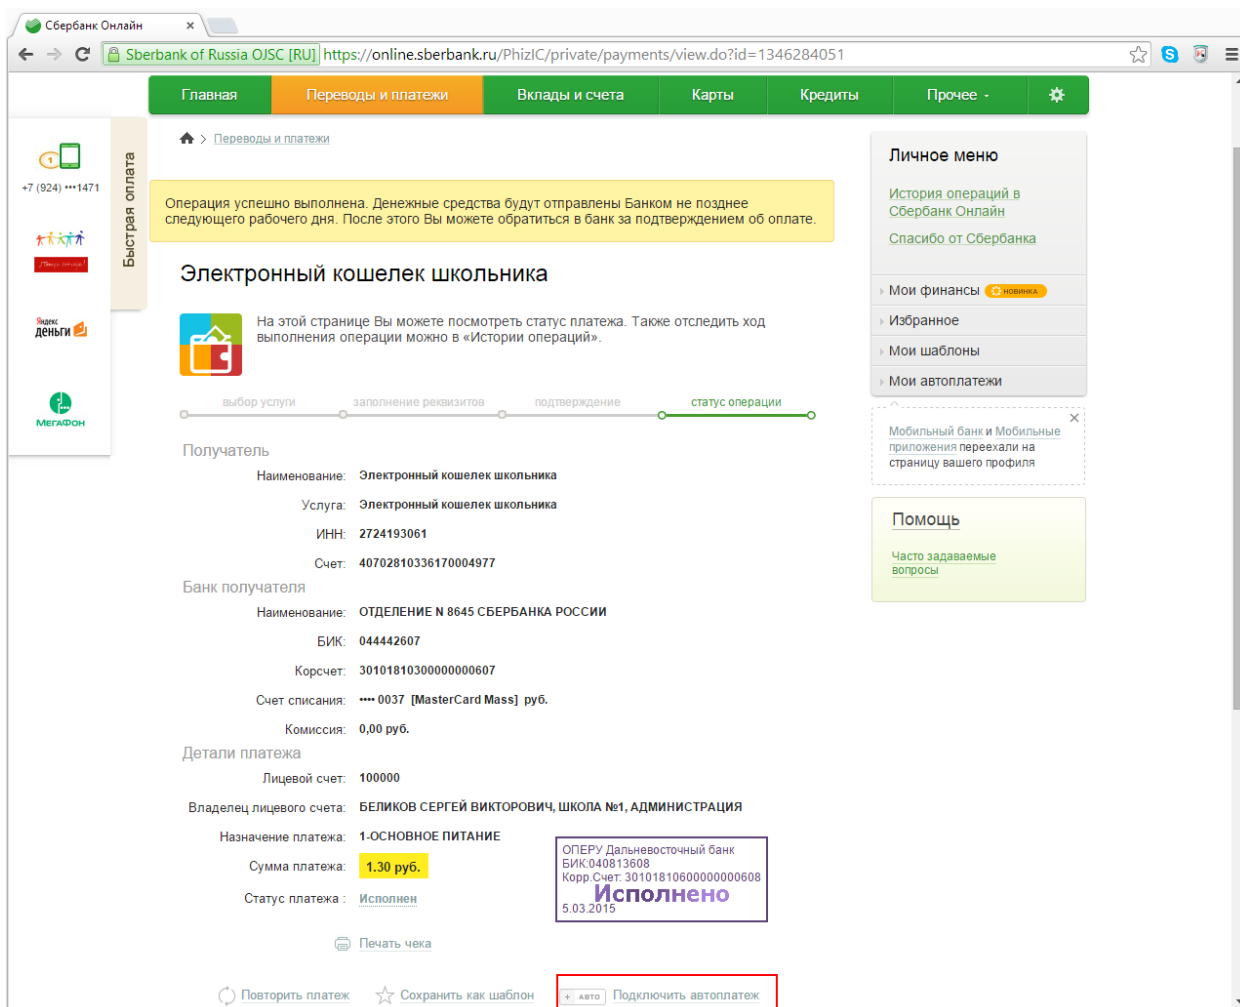 Сбербанк Онлайн
Sberbank of Russia OJSC [RU] https://online.sberbank.ru/PhizIC/private/payments/view.do?id=1346284051
Главная Переводы и платежи Вклады и счета Карты Кредиты Прочее
Переводы и платежи
Быстрая оплата
1
+7 (924) •••1471
Яндекс
деньги
МегаФон
Операция успешно выполнена. Денежные средства будут отправлены Банком не позднее
следующего рабочего дня. После этого Вы можете обратиться в банк за подтверждением об оплате.
Электронный кошелек школьника
На этой странице Вы можете посмотреть статус платежа. Также отследить ход
выполнения операции можно в «Истории операций».
выбор услуги заполнение реквизитов подтверждение статус операции
Получатель
Наименование: Электронный кошелек школьника
Услуга: Электронный кошелек школьника
ИНН: 2724193061
Счет: 40702810336170004977
Банк получателя
Наименование: ОТДЕЛЕНИЕ N 8645 СБЕРБАНКА РОССИИ
БИК: 044442607
Корсчет: 30101810300000000607
Счет списания: •••• 0037 [MasterCard Mass] руб.
Комиссия: 0,00 руб.
Детали платежа
Лицевой счет: 100000
Владелец лицевого счета: БЕЛИКОВ СЕРГЕЙ ВИКТОРОВИЧ, ШКОЛА №1, АДМИНИСТРАЦИЯ
Назначение платежа: 1-ОСНОВНОЕ ПИТАНИЕ
Сумма платежа: 1.30 руб.
Статус платежа : Исполнен
ОПЕРУ Дальневосточный банк
БИК:040813608
Корр.Счет: 30101810600000000608
Исполнено
5.03.2015
Печать чека
Повторить платеж Сохранить как шаблон + АВТО Подключить автоплатеж
Личное меню
История операций в
Сбербанк Онлайн
Спасибо от Сбербанка
Мои финансы НОВИНКА
Избранное
Мои шаблоны
Мои автоплатежи
Мобильный банк и Мобильные
приложения переехали на
страницу вашего профиля
Помощь
Часто задаваемые
вопросы